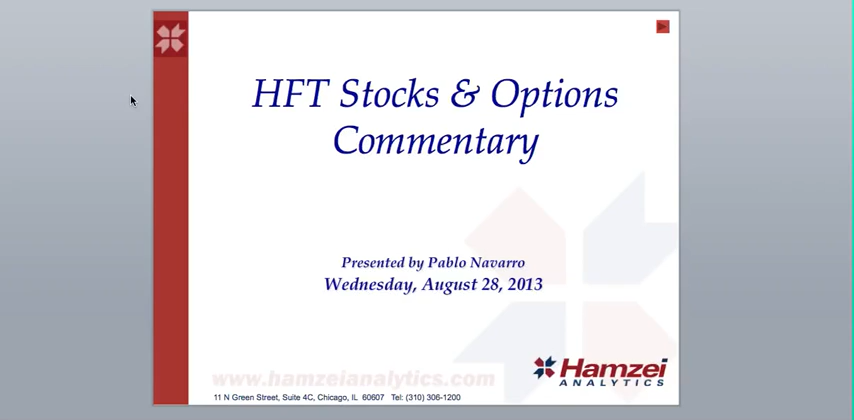 HFT Stocks & Options
Commentary
Presented by Pablo Navarro
Wednesday, August 28, 2013
www.hamzeianalytics.com
Hamzei
ANALYTICS
11 N Green Street, Suite 4C, Chicago, IL 60607 Tel: (310) 306-1200